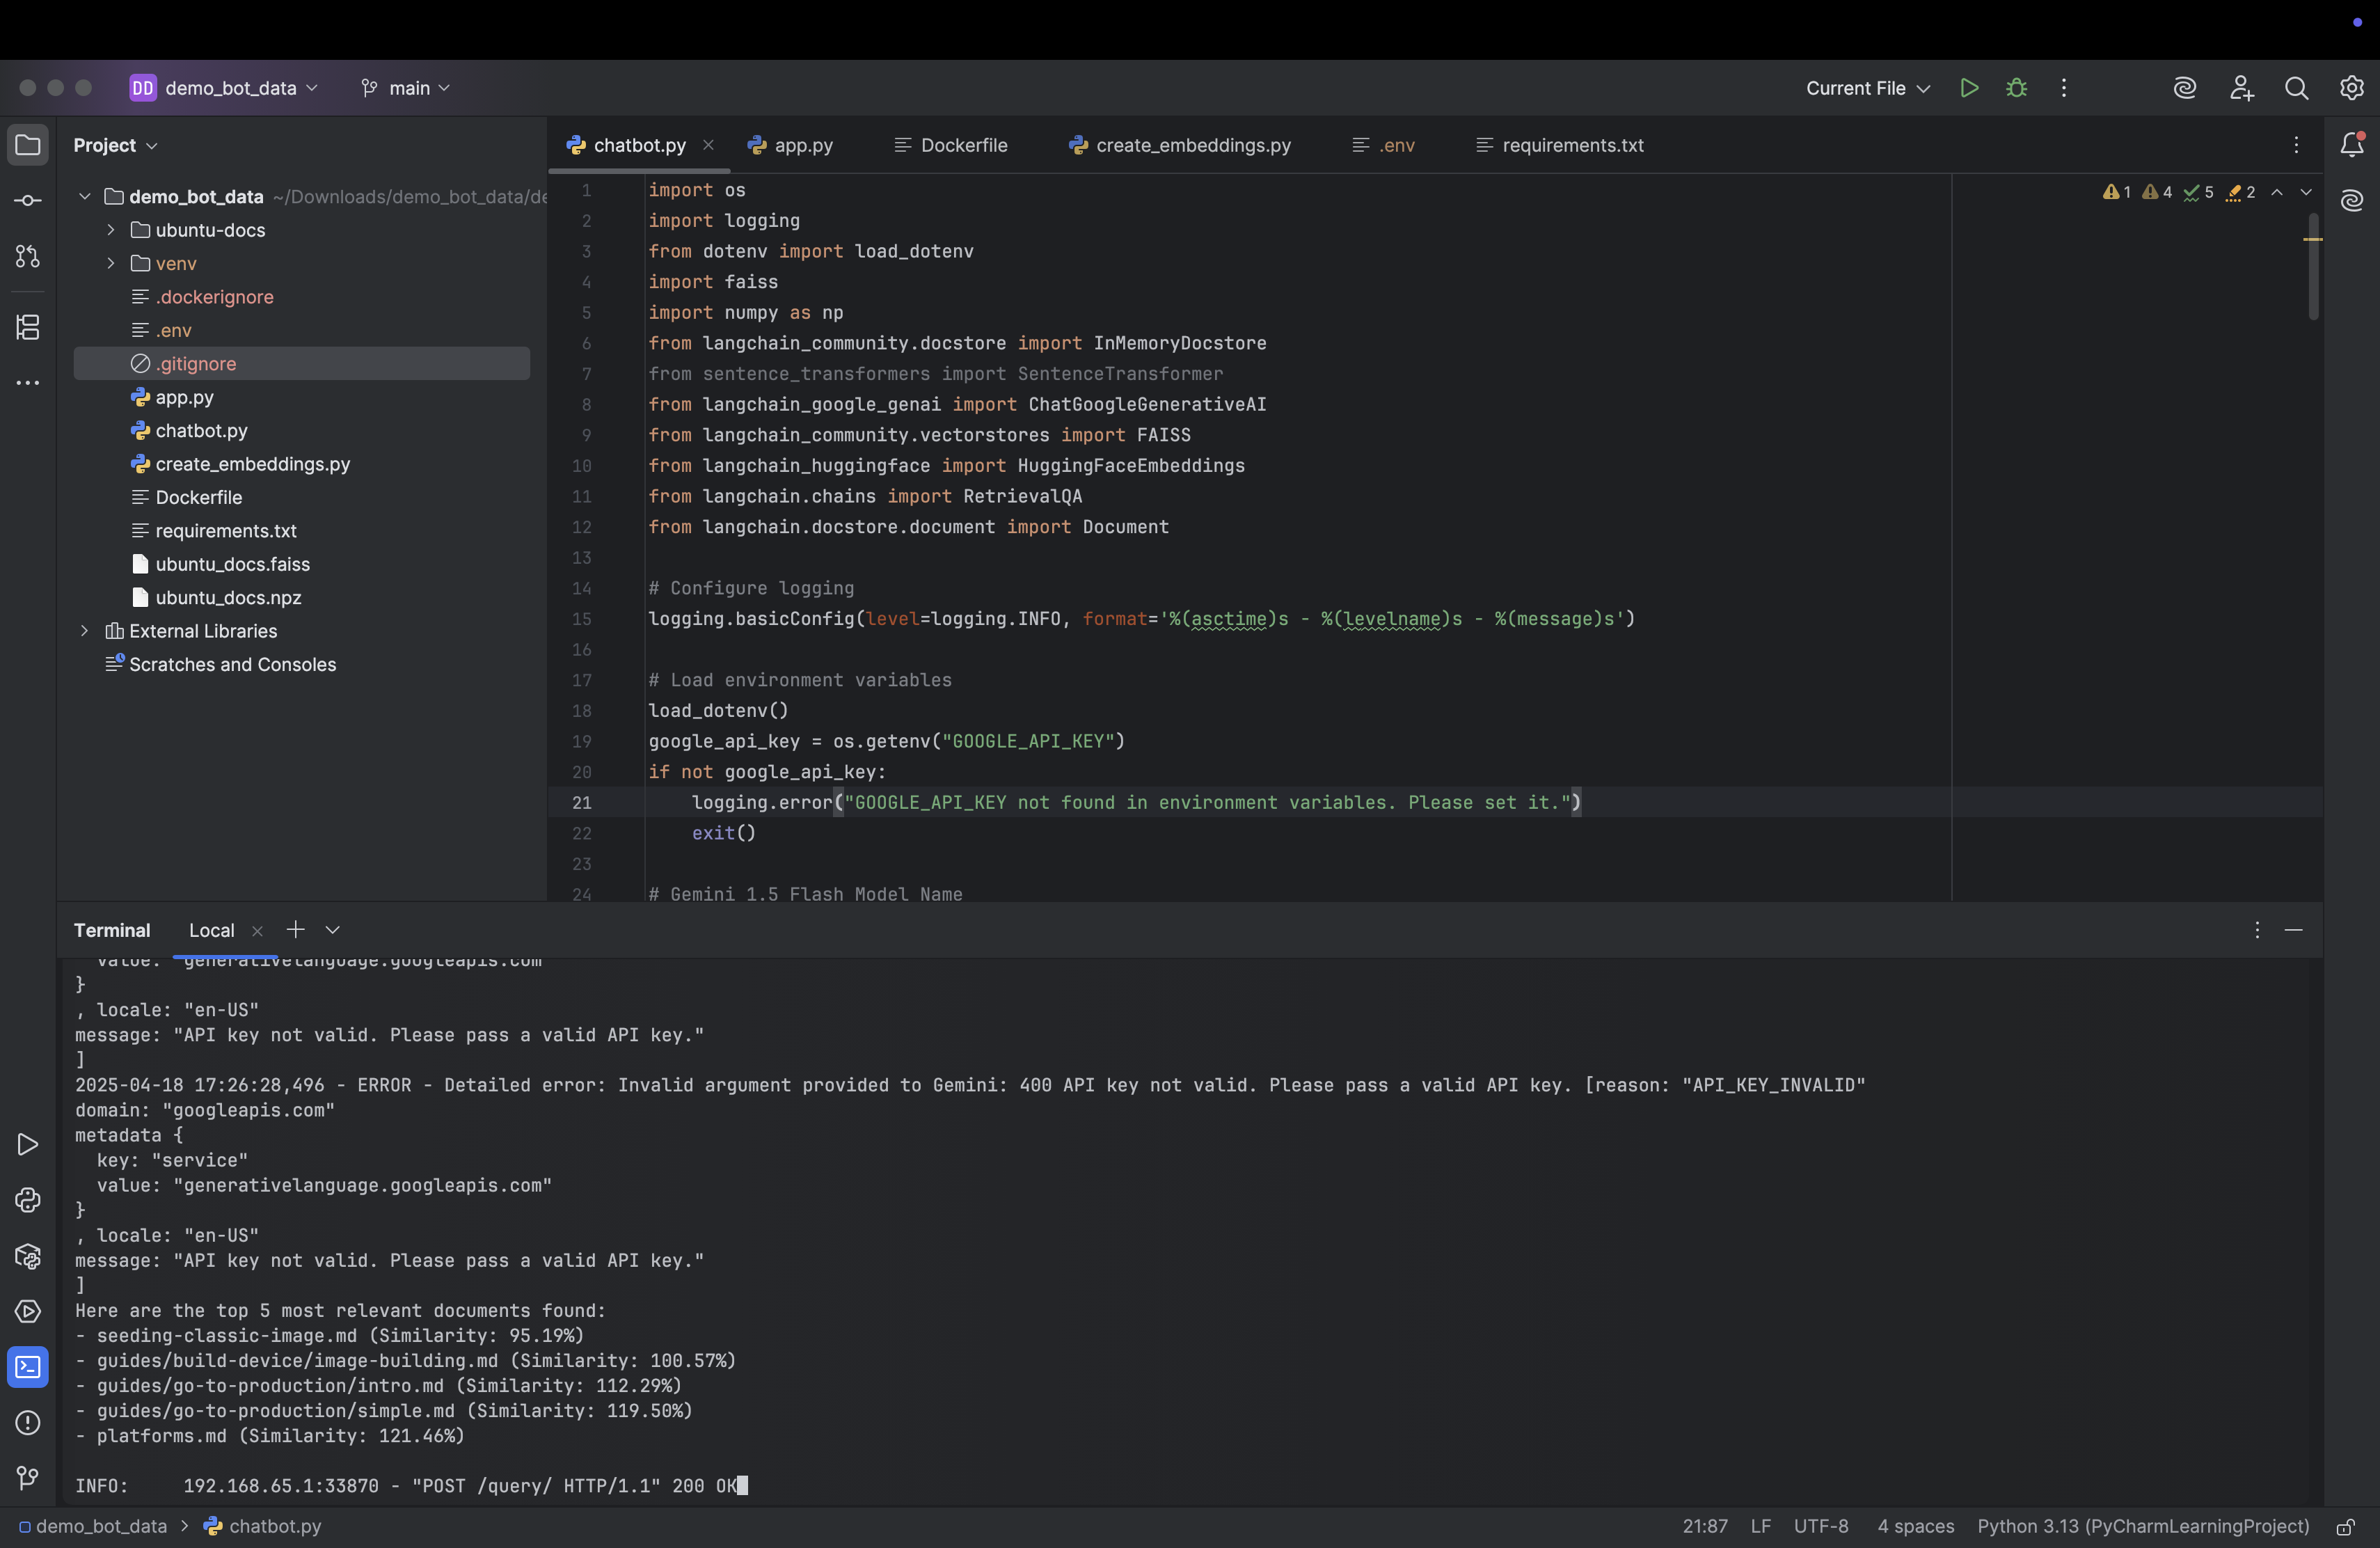 DD demo_bot_data main Current File
Project
demo_bot_data ~/Downloads/demo_bot_data/de
ubuntu-docs
venv
.dockerignore
.env
.gitignore
app.py
chatbot.py
create_embeddings.py
Dockerfile
requirements.txt
ubuntu_docs.faiss
ubuntu_docs.npz
External Libraries
Scratches and Consoles
chatbot.py app.py Dockerfile create_embeddings.py .env requirements.txt
1 4 5 2
1 import os
2 import logging
3 from dotenv import load_dotenv
4 import faiss
5 import numpy as np
6 from langchain_community.docstore import InMemoryDocstore
7 from sentence_transformers import SentenceTransformer
8 from langchain_google_genai import ChatGoogleGenerativeAI
9 from langchain_community.vectorstores import FAISS
10 from langchain_huggingface import HuggingFaceEmbeddings
11 from langchain.chains import RetrievalQA
12 from langchain.docstore.document import Document
13
14 # Configure logging
15 logging.basicConfig(level=logging.INFO, format='%(asctime)s - %(levelname)s - %(message)s')
16
17 # Load environment variables
18 load_dotenv()
19 google_api_key = os.getenv("GOOGLE_API_KEY")
20 if not google_api_key:
21 logging.error("GOOGLE_API_KEY not found in environment variables. Please set it.")
22 exit()
23
24 # Gemini 1.5 Flash Model Name
Terminal Local
value: "generativelanguage.googleapis.com
}
, locale: "en-US"
message: "API key not valid. Please pass a valid API key."
]
2025-04-18 17:26:28,496 - ERROR - Detailed error: Invalid argument provided to Gemini: 400 API key not valid. Please pass a valid API key. [reason: "API_KEY_INVALID"
domain: "googleapis.com"
metadata {
key: "service"
value: "generativelanguage.googleapis.com"
}
, locale: "en-US"
message: "API key not valid. Please pass a valid API key."
]
Here are the top 5 most relevant documents found:
- seeding-classic-image.md (Similarity: 95.19%)
- guides/build-device/image-building.md (Similarity: 100.57%)
- guides/go-to-production/intro.md (Similarity: 112.29%)
- guides/go-to-production/simple.md (Similarity: 119.50%)
- platforms.md (Similarity: 121.46%)
INFO: 192.168.65.1:33870 - "POST /query/ HTTP/1.1" 200 OK
demo_bot_data > chatbot.py 21:87 LF UTF-8 4 spaces Python 3.13 (PyCharmLearningProject)